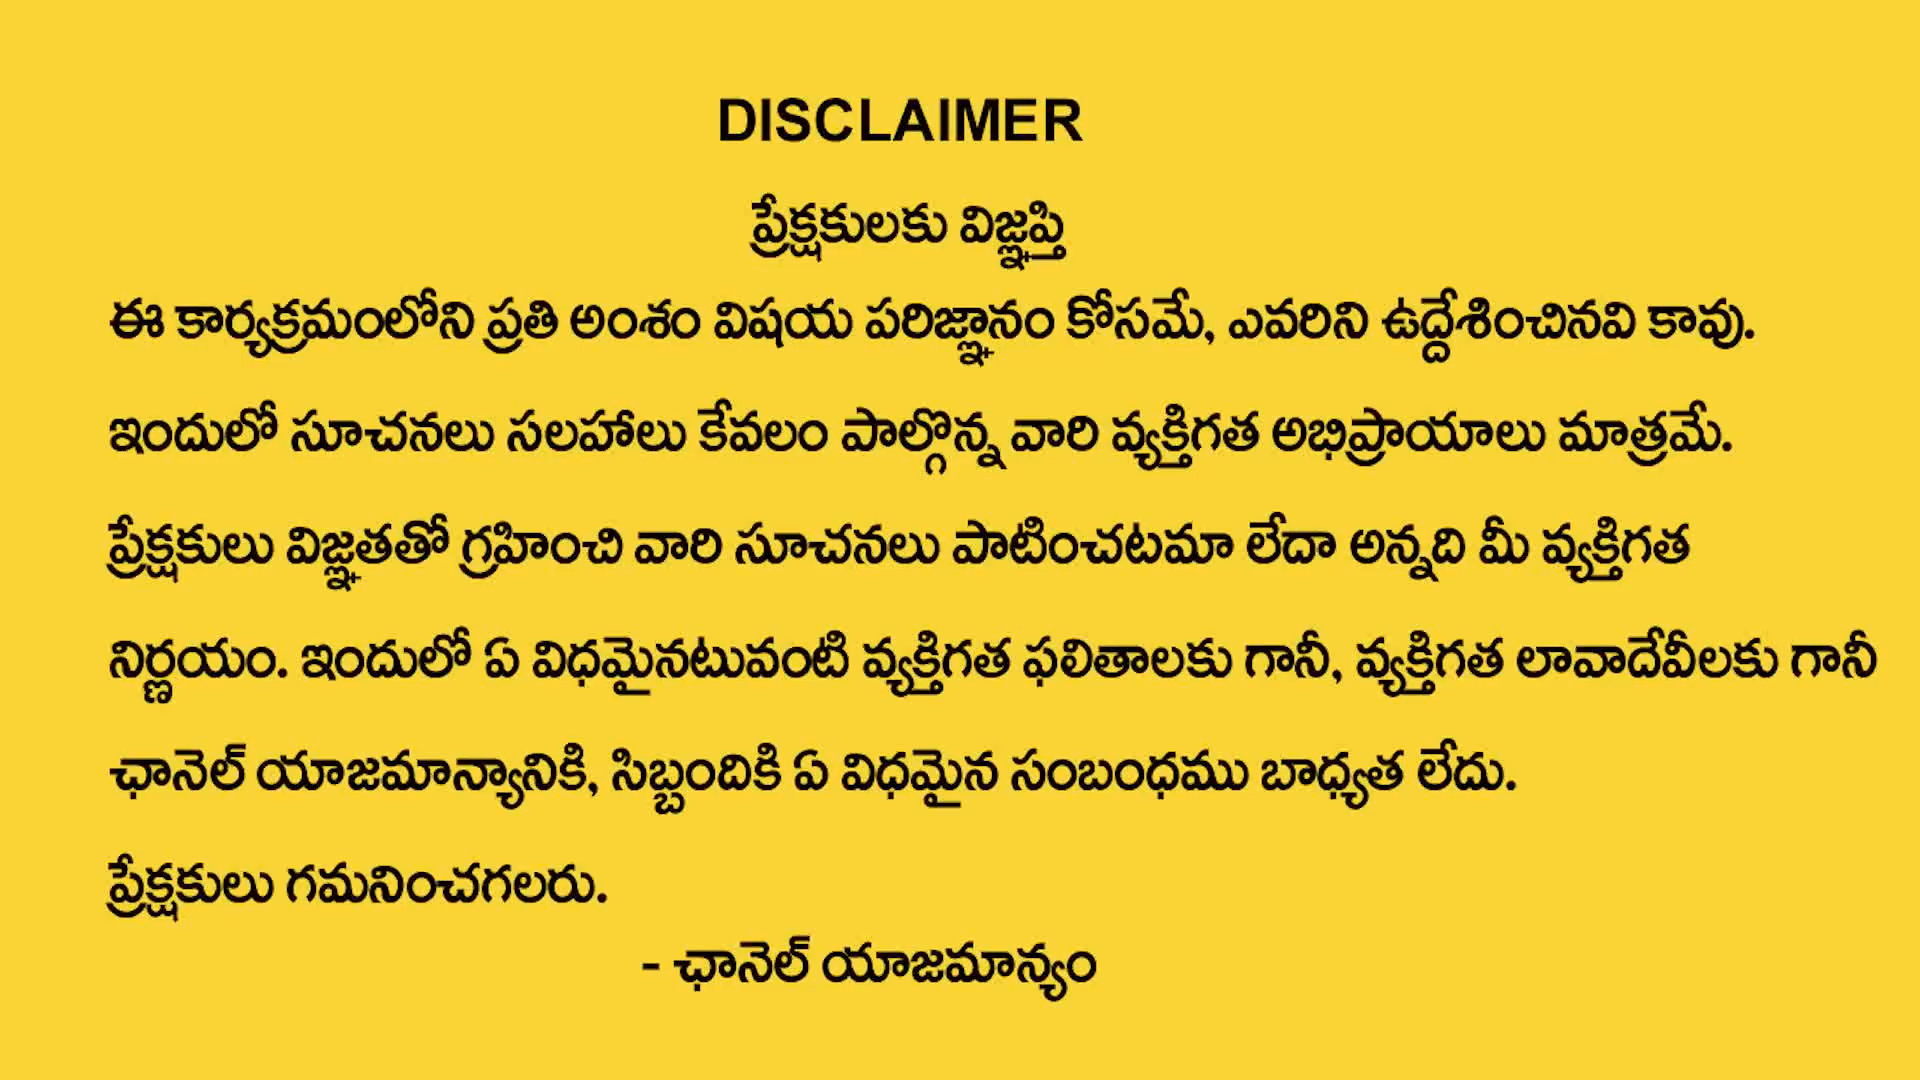 DISCLAIMER
ప్రేక్షకులకు విజ్ఞప్తి
ఈ కార్యక్రమంలోని ప్రతి అంశం విషయ పరిజ్ఞానం కోసమే, ఎవరిని ఉద్దేశించినవి కావు.
ఇందులో సూచనలు సలహాలు కేవలం పాల్గొన్న వారి వ్యక్తిగత అభిప్రాయాలు మాత్రమే.
ప్రేక్షకులు విజ్ఞతతో గ్రహించి వారి సూచనలు పాటించటమా లేదా అన్నది మీ వ్యక్తిగత
నిర్ణయం. ఇందులో ఏ విధమైనటువంటి వ్యక్తిగత ఫలితాలకు గానీ, వ్యక్తిగత లావాదేవీలకు గానీ
ఛానెల్ యాజమాన్యానికి, సిబ్బందికి ఏ విధమైన సంబంధము బాధ్యత లేదు.
ప్రేక్షకులు గమనించగలరు.
- ఛానెల్ యాజమాన్యం